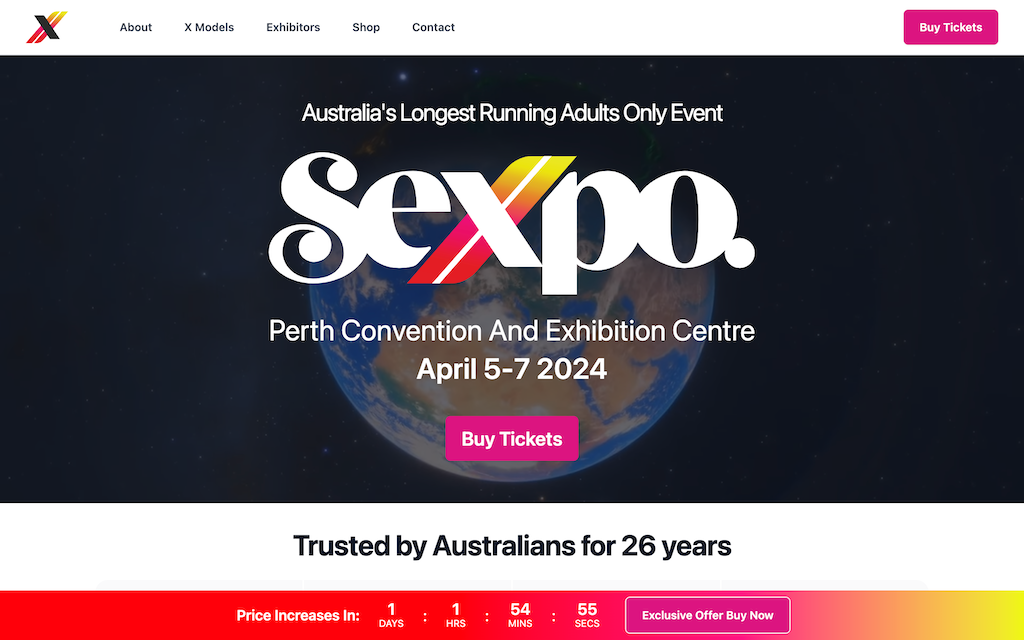 X
About
X Models
Exhibitors
Shop
Contact
Buy Tickets
Australia's Longest Running Adults Only Event
Sexpo.
Perth Convention And Exhibition Centre
April 5-7 2024
Buy Tickets
Trusted by Australians for 26 years
Price Increases In:
1 : 1 : 54 : 55
DAYS HRS MINS SECS
Exclusive Offer Buy Now